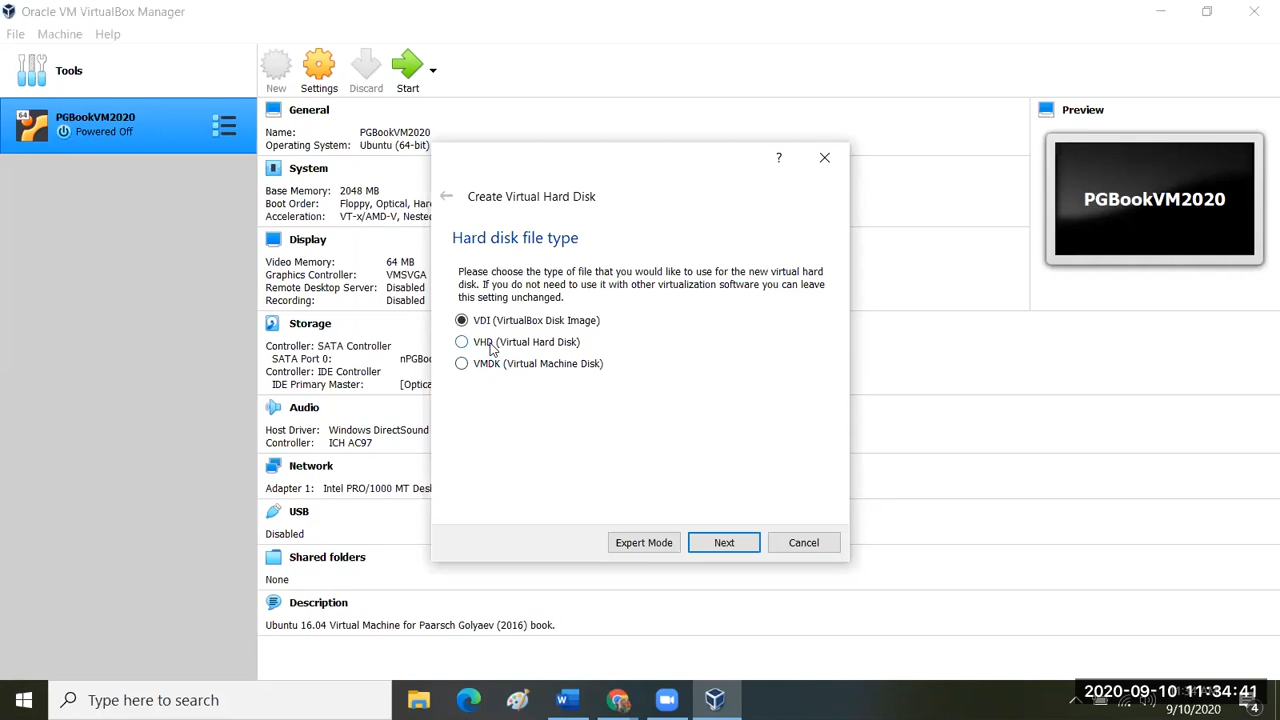 Oracle VM VirtualBox Manager
File Machine Help
Tools
New Settings Discard Start
64 PGBookVM2020
Powered Off
General
Name: PGBookVM2020
Operating System: Ubuntu (64-bit)
System
Base Memory: 2048 MB
Boot Order: Floppy, Optical, Har
Acceleration: VT-x/AMD-V, Neste
Display
Video Memory: 64 MB
Graphics Controller: VMSVGA
Remote Desktop Server: Disabled
Recording: Disabled
Storage
Controller: SATA Controller
SATA Port 0: nPGBo
Controller: IDE Controller
IDE Primary Master: [Optica
Audio
Host Driver: Windows DirectSound
Controller: ICH AC97
Network
Adapter 1: Intel PRO/1000 MT Des
USB
Disabled
Shared folders
None
Description
Ubuntu 16.04 Virtual Machine for Paarsch Golyaev (2016) book.
Preview
PGBookVM2020
?
Create Virtual Hard Disk
Hard disk file type
Please choose the type of file that you would like to use for the new virtual hard
disk. If you do not need to use it with other virtualization software you can leave
this setting unchanged.
VDI (VirtualBox Disk Image)
VHD (Virtual Hard Disk)
VMDK (Virtual Machine Disk)
Expert Mode Next Cancel
Type here to search
2020-09-10 11:34:41
9/10/2020
4